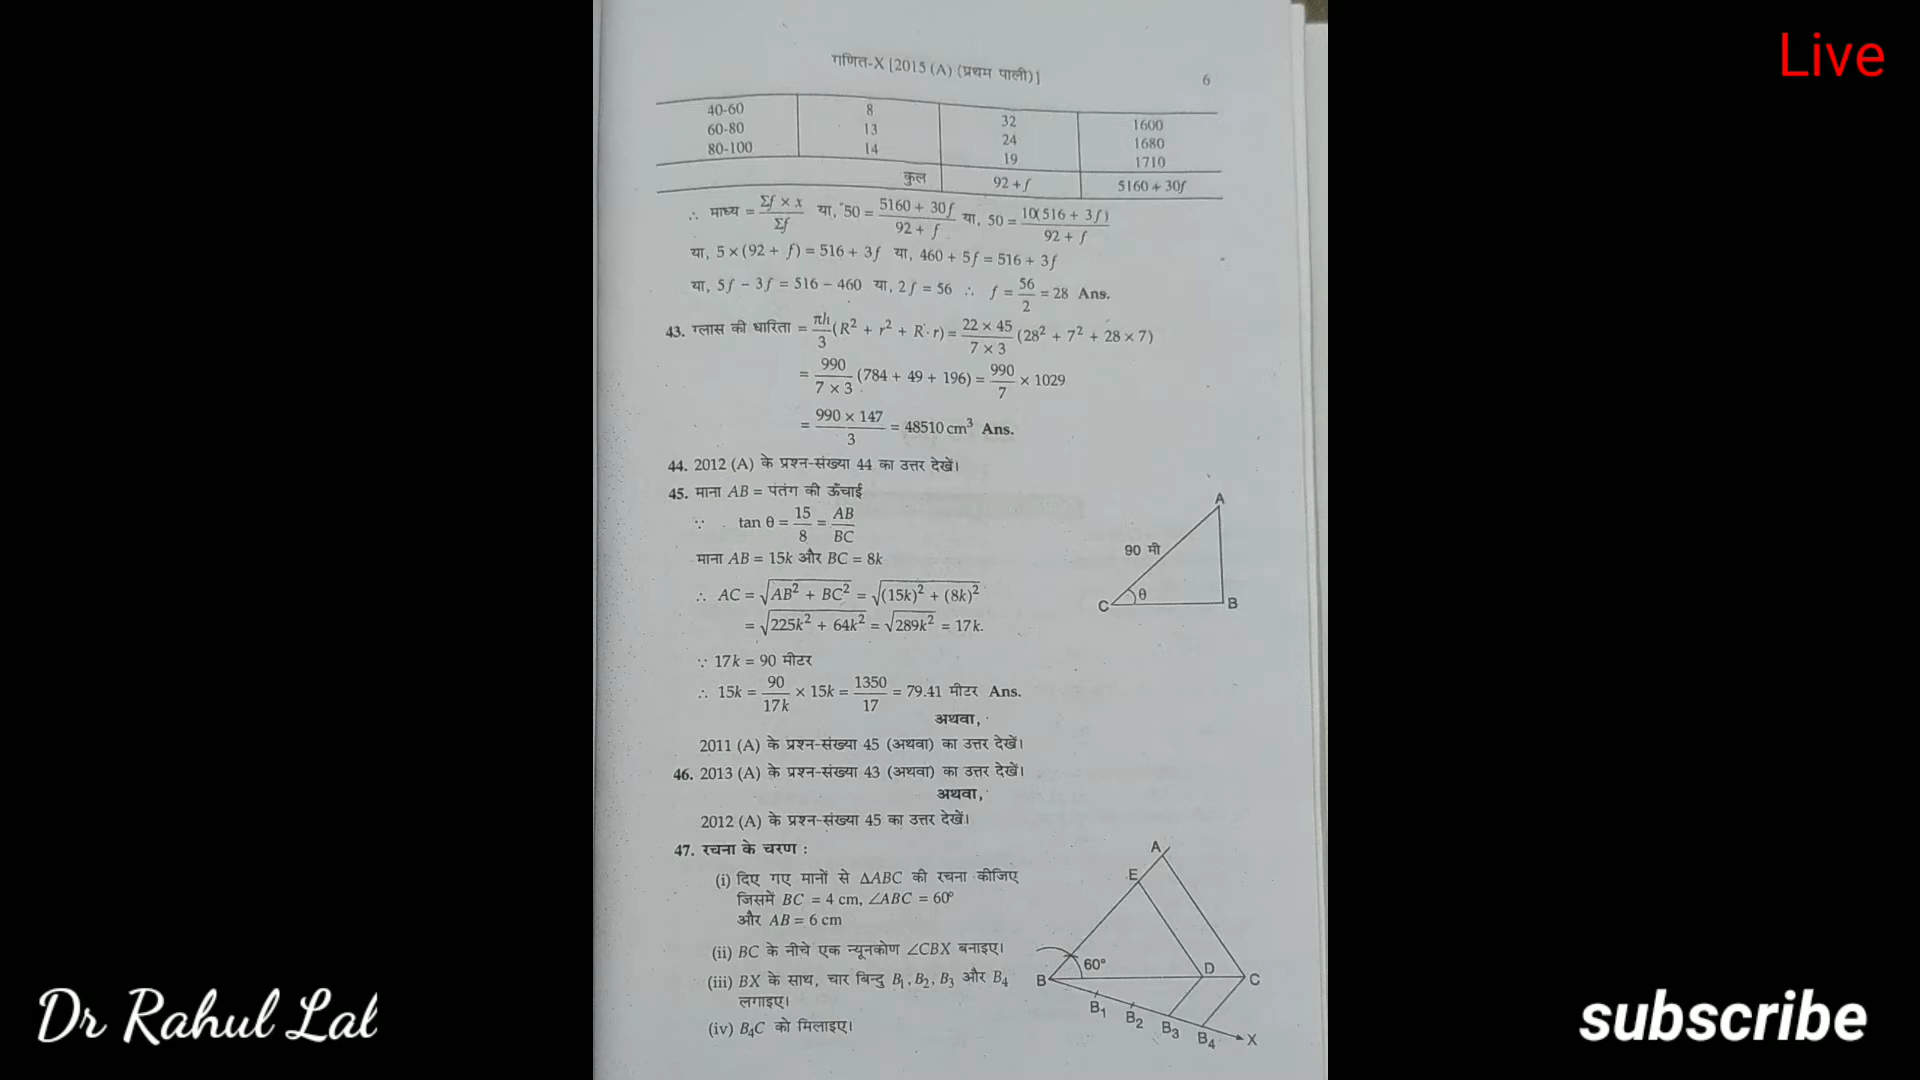 Live
गणित-X [2015 (A) (प्रथम पाली)]
6
40-60 8 32 1600
60-80 13 24 1680
80-100 14 19 1710
कुल 92 + f 5160 + 30f
∴ माध्य = Σf × x / Σf या, 50 = 5160 + 30f / 92 + f या, 50 = 10(516 + 3f) / 92 + f
या, 5 × (92 + f) = 516 + 3f या, 460 + 5f = 516 + 3f
या, 5f − 3f = 516 − 460 या, 2f = 56 ∴ f = 56/2 = 28 Ans.
43. ग्लास की धारिता = πh/3 (R² + r² + R·r) = 22 × 45 / 7 × 3 (28² + 7² + 28 × 7)
= 990 / 7 × 3 (784 + 49 + 196) = 990/7 × 1029
= 990 × 147 / 3 = 48510 cm³ Ans.
44. 2012 (A) के प्रश्न-संख्या 44 का उत्तर देखें।
45. माना AB = पतंग की ऊँचाई
∵ tan θ = 15/8 = AB/BC
माना AB = 15k और BC = 8k
∴ AC = √(AB² + BC²) = √((15k)² + (8k)²)
= √(225k² + 64k²) = √(289k²) = 17k.
∵ 17k = 90 मीटर
∴ 15k = 90/17k × 15k = 1350/17 = 79.41 मीटर Ans.
A
90 मी
C θ B
अथवा,
2011 (A) के प्रश्न-संख्या 45 (अथवा) का उत्तर देखें।
46. 2013 (A) के प्रश्न-संख्या 43 (अथवा) का उत्तर देखें।
अथवा,
2012 (A) के प्रश्न-संख्या 45 का उत्तर देखें।
47. रचना के चरण :
(i) दिए गए मानों से ΔABC की रचना कीजिए
जिसमें BC = 4 cm, ∠ABC = 60°
और AB = 6 cm
(ii) BC के नीचे एक न्यूनकोण ∠CBX बनाइए।
(iii) BX के साथ, चार बिन्दु B₁, B₂, B₃ और B₄
लगाइए।
(iv) B₄C को मिलाइए।
A
E
60°
B D C
B₁ B₂ B₃ B₄ X
Dr Rahul Lal
subscribe